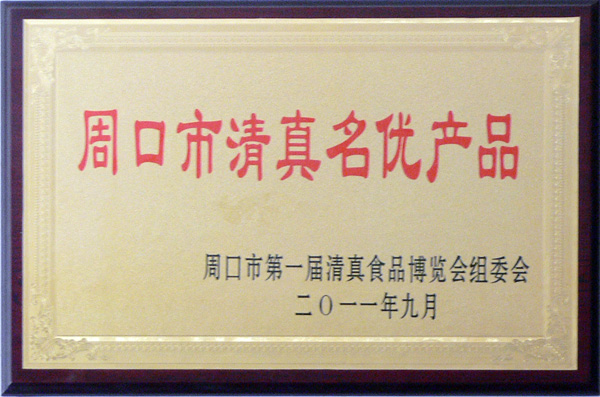 周口市清真名优产品
周口市第一届清真食品博览会组委会
二〇一一年九月